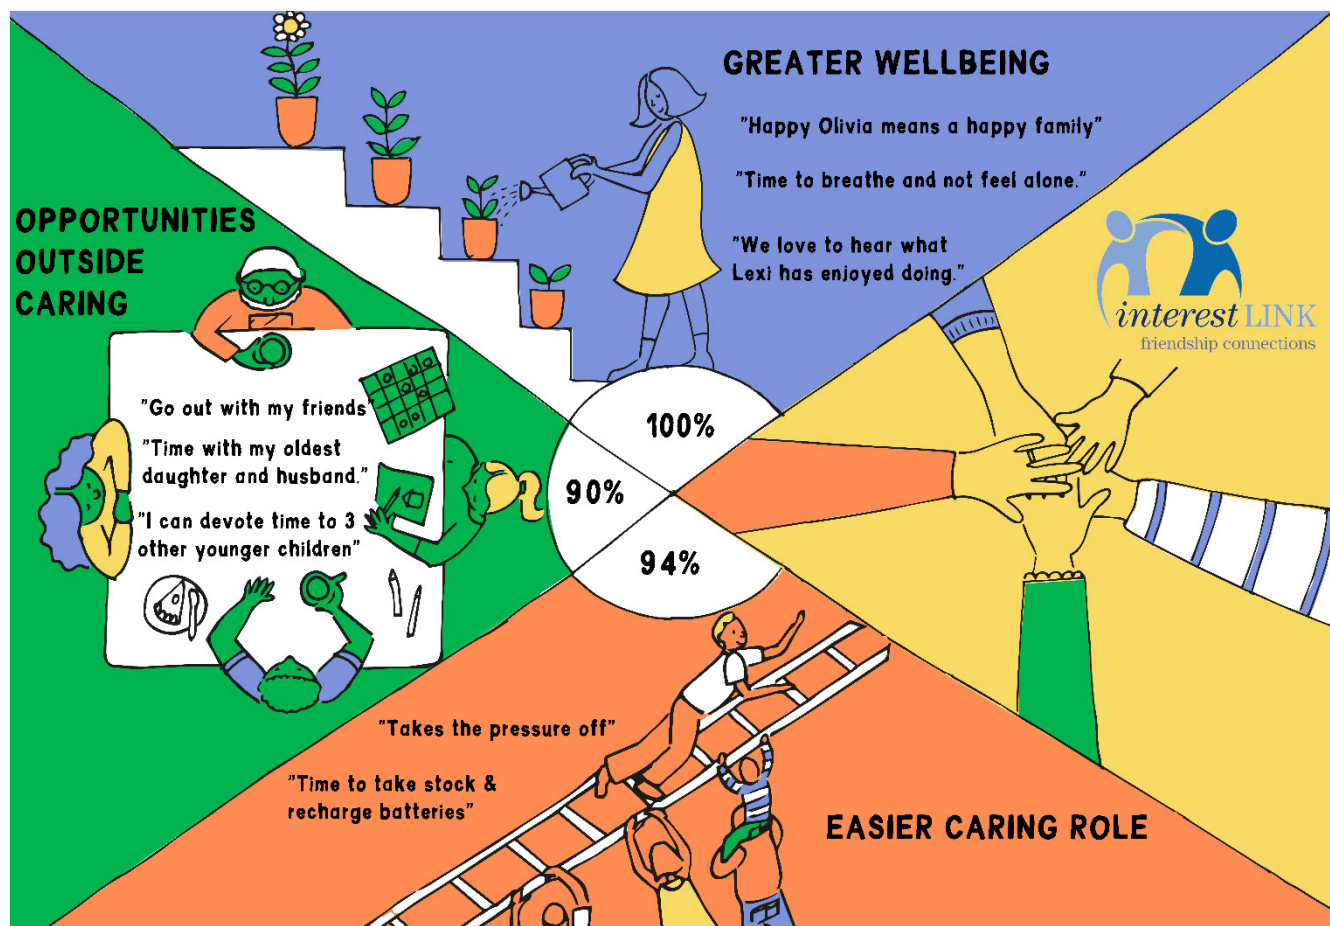 GREATER WELLBEING
"Happy Olivia means a happy family"
"Time to breathe and not feel alone."
"We love to hear what
Lexi has enjoyed doing."
OPPORTUNITIES
OUTSIDE
CARING
"Go out with my friends"
"Time with my oldest
daughter and husband."
"I can devote time to 3
other younger children"
interest LINK
friendship connections
100%
90%
94%
"Takes the pressure off"
"Time to take stock &
recharge batteries"
EASIER CARING ROLE